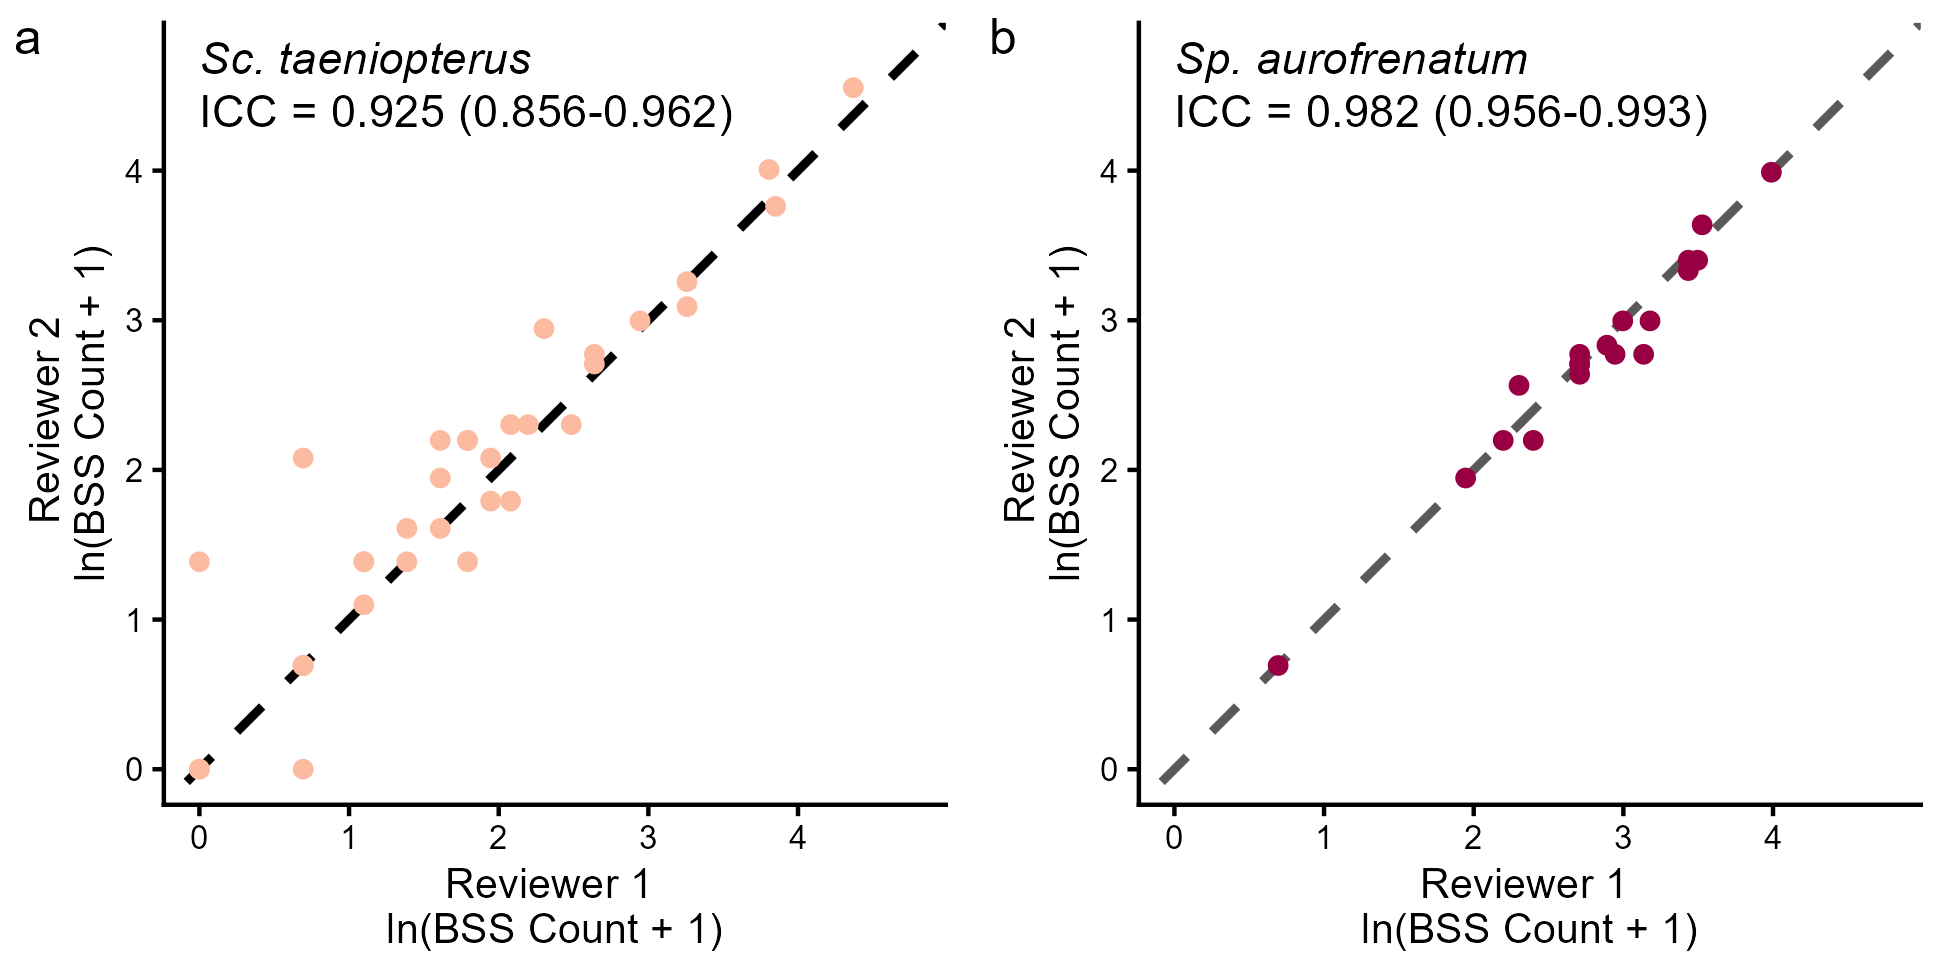 a
Sc. taeniopterus
ICC = 0.925 (0.856-0.962)
4
3
2
1
0
Reviewer 2
ln(BSS Count + 1)
0 1 2 3 4
Reviewer 1
ln(BSS Count + 1)
b
Sp. aurofrenatum
ICC = 0.982 (0.956-0.993)
4
3
2
1
0
Reviewer 2
ln(BSS Count + 1)
0 1 2 3 4
Reviewer 1
ln(BSS Count + 1)